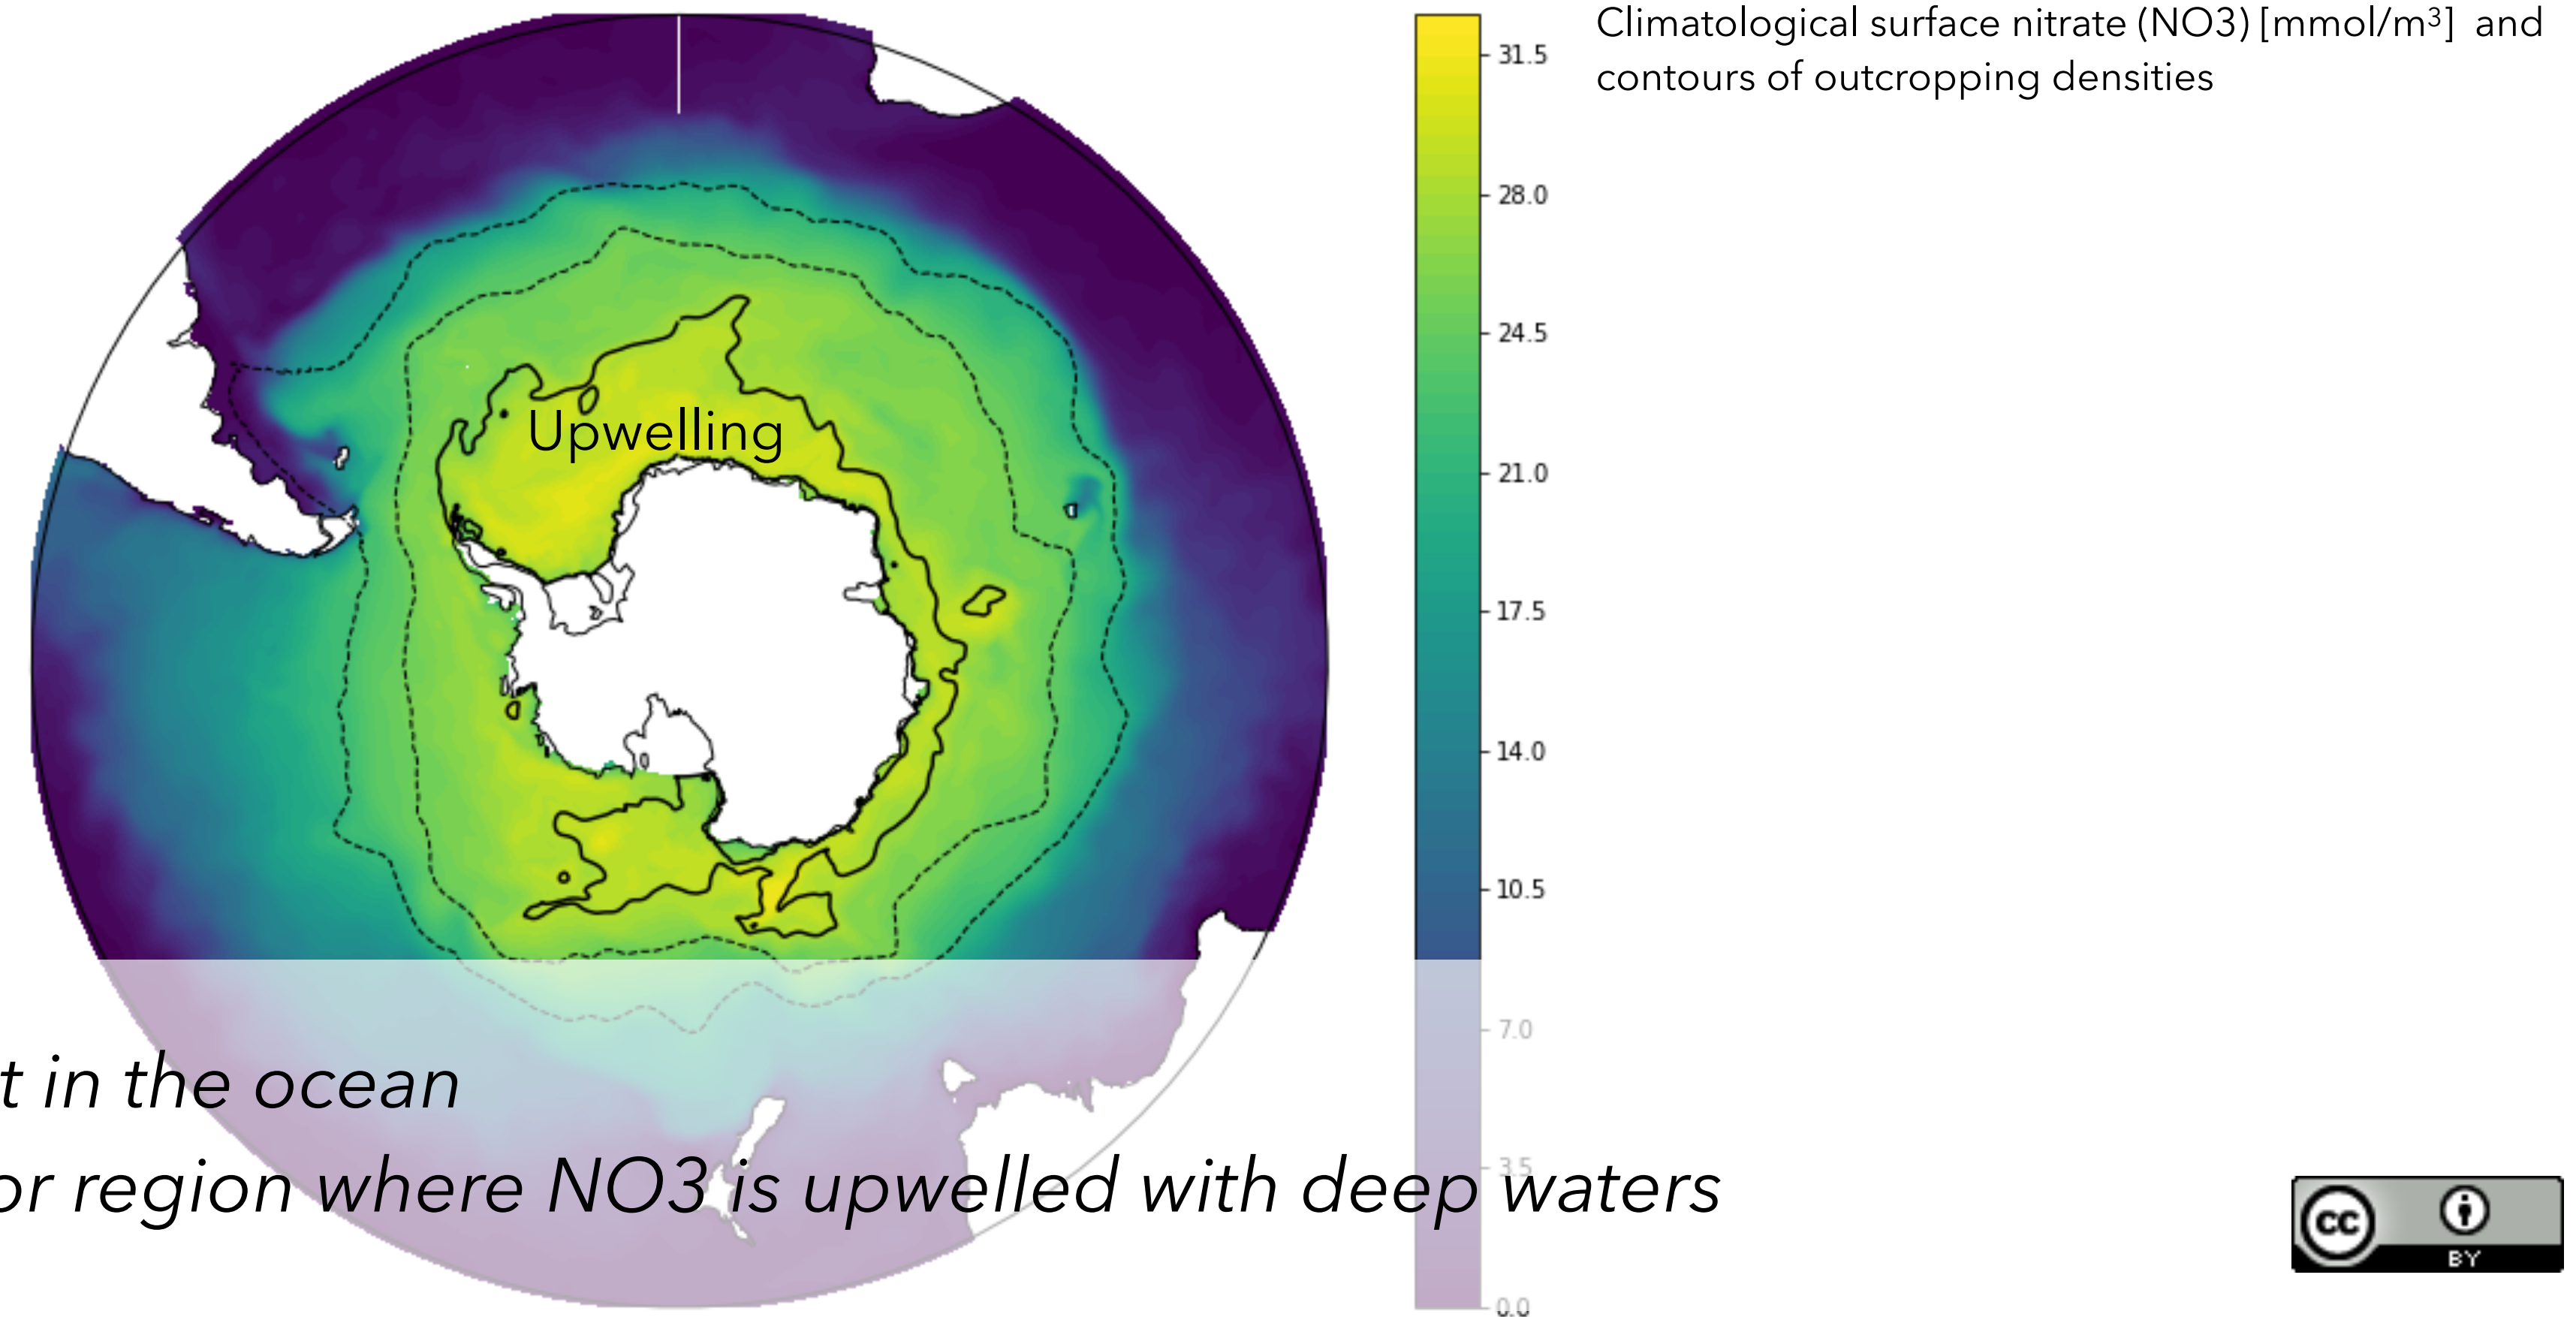 Climatological surface nitrate (NO3) [mmol/m³] and
contours of outcropping densities
31.5
28.0
24.5
Upwelling
21.0
17.5
14.0
10.5
7.0
t in the ocean
3.5
or region where NO3 is upwelled with deep waters
0.0
cc
BY